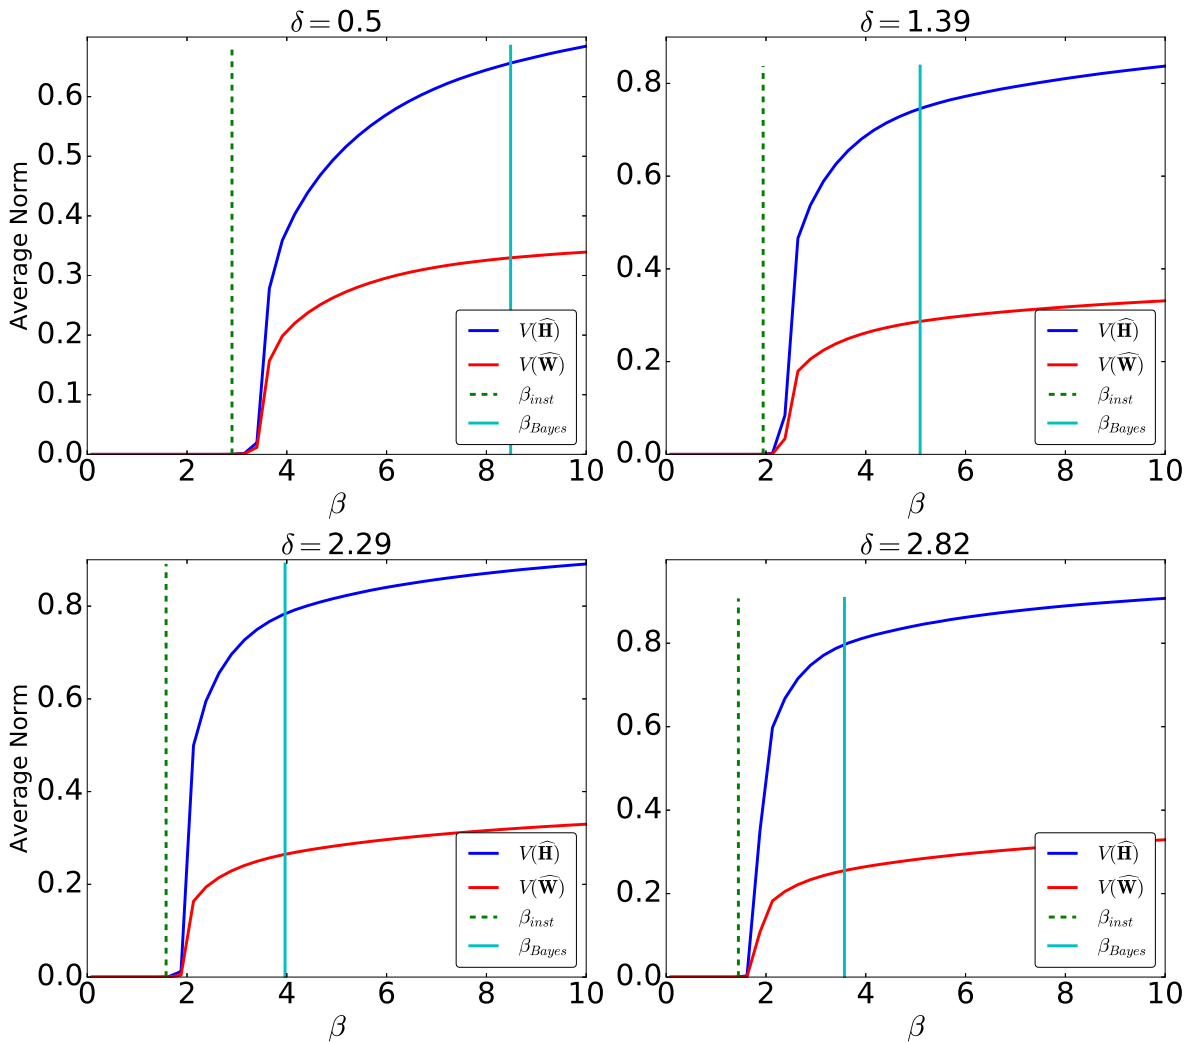 δ = 0.5
Average Norm
0.6
0.5
0.4
0.3
0.2
0.1
0.0
0 2 4 6 8 10
β
V(Ĥ)
V(Ŵ)
β_inst
β_Bayes
δ = 1.39
0.8
0.6
0.4
0.2
0.0
0 2 4 6 8 10
β
V(Ĥ)
V(Ŵ)
β_inst
β_Bayes
δ = 2.29
Average Norm
0.8
0.6
0.4
0.2
0.0
0 2 4 6 8 10
β
V(Ĥ)
V(Ŵ)
β_inst
β_Bayes
δ = 2.82
0.8
0.6
0.4
0.2
0.0
0 2 4 6 8 10
β
V(Ĥ)
V(Ŵ)
β_inst
β_Bayes